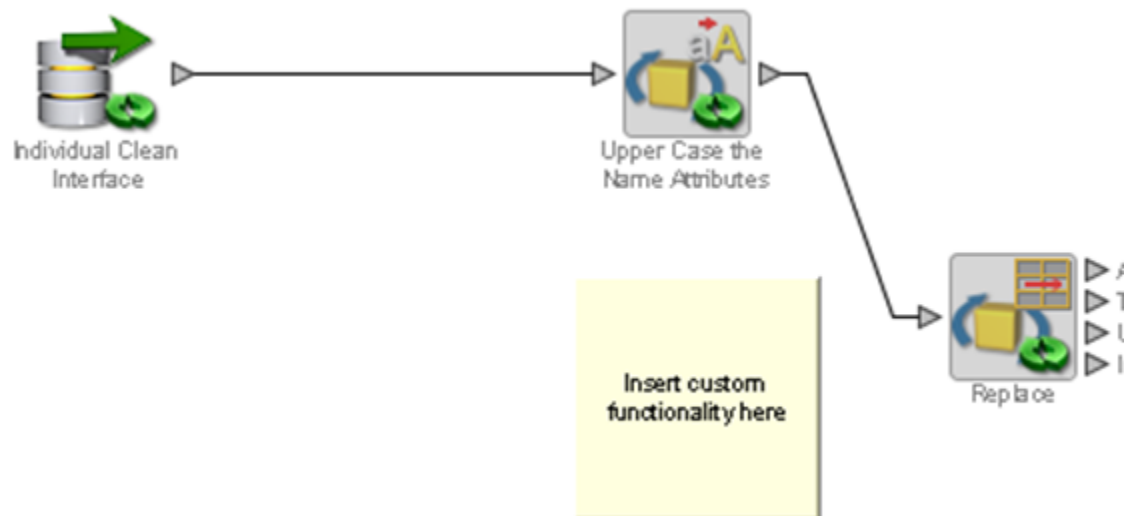 Individual Clean
Interface
Upper Case the
Name Attributes
Insert custom
functionality here
Replace
A
T
U
I